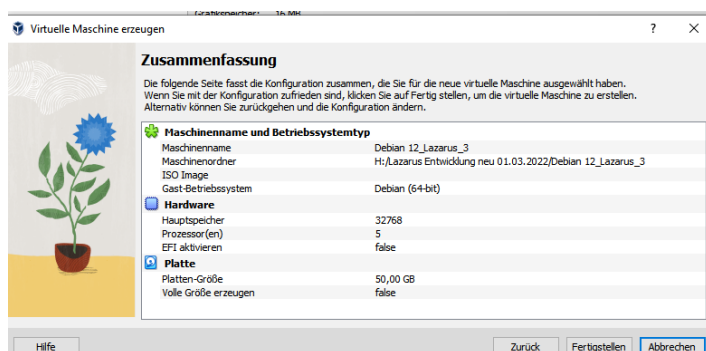 Grafikspeicher: 16 MB
Virtuelle Maschine erzeugen
?
Zusammenfassung
Die folgende Seite fasst die Konfiguration zusammen, die Sie für die neue virtuelle Maschine ausgewählt haben.
Wenn Sie mit der Konfiguration zufrieden sind, klicken Sie auf Fertig stellen, um die virtuelle Maschine zu erstellen.
Alternativ können Sie zurückgehen und die Konfiguration ändern.
Maschinenname und Betriebssystemtyp
Maschinenname Debian 12_Lazarus_3
Maschinenordner H:/Lazarus Entwicklung neu 01.03.2022/Debian 12_Lazarus_3
ISO Image
Gast-Betriebssystem Debian (64-bit)
Hardware
Hauptspeicher 32768
Prozessor(en) 5
EFI aktivieren false
Platte
Platten-Größe 50,00 GB
Volle Größe erzeugen false
Hilfe Zurück Fertigstellen Abbrechen